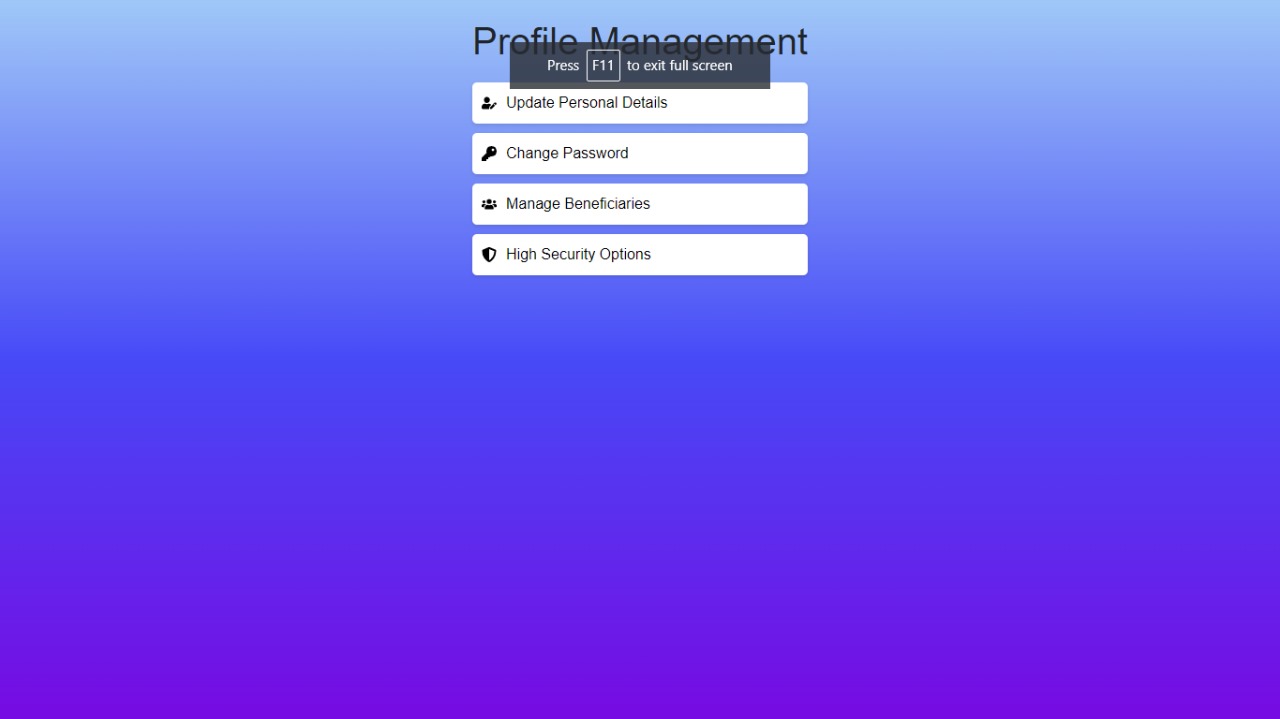 Profile Management
Press F11 to exit full screen
Update Personal Details
Change Password
Manage Beneficiaries
High Security Options